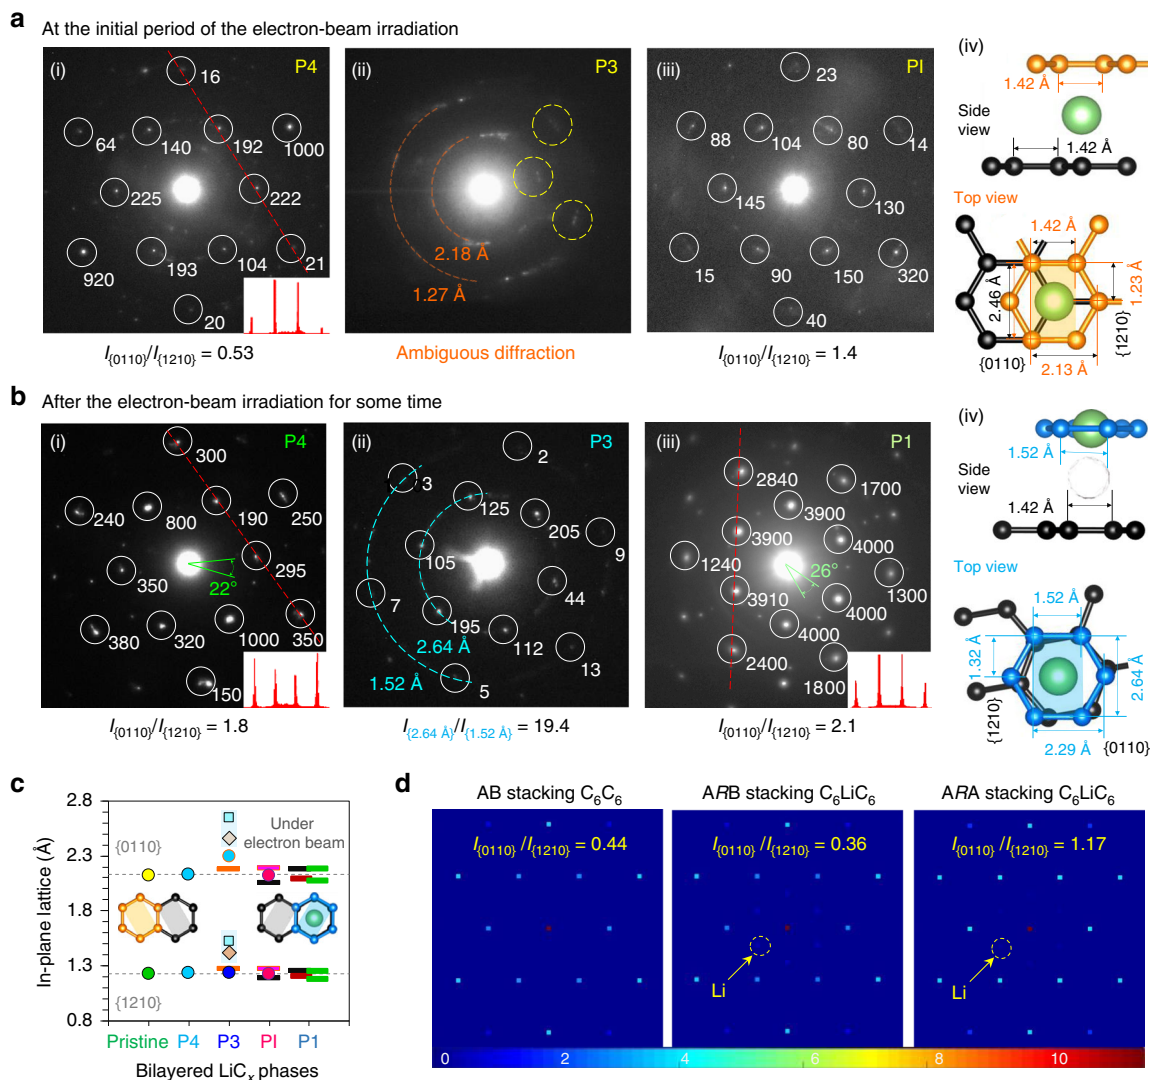 a At the initial period of the electron-beam irradiation
(i) P4
16
64 140 192 1000
225 222
920 193 104 21
20
I{0110}/I{1210} = 0.53
(ii) P3
2.18 Å
1.27 Å
Ambiguous diffraction
(iii) PI
23
88 104 80 14
145 130
15 90 150 320
40
I{0110}/I{1210} = 1.4
(iv)
1.42 Å
Side
view
1.42 Å
Top view
1.42 Å
2.46 Å
1.23 Å
{0110}
{1210}
2.13 Å
b After the electron-beam irradiation for some time
(i) P4
300
240 800 190 250
350 295
22°
380 320 1000 350
150
I{0110}/I{1210} = 1.8
(ii) P3
2
3 125 205
105 9
7 44
195 112
2.64 Å 13
1.52 Å
5
I{2.64 Å}/I{1.52 Å} = 19.4
(iii) P1
2840 1700
3900
3900 4000
1240 26° 1300
3910 4000
4000
2400 1800
I{0110}/I{1210} = 2.1
(iv)
1.52 Å
Side
view
1.42 Å
Top view
1.52 Å
1.32 Å
2.64 Å
{1210}
{0110}
2.29 Å
c
In-plane lattice (Å)
2.8
2.3
1.8
1.3
0.8
{0110}
Under
electron beam
{1210}
Pristine P4 P3 PI P1
Bilayered LiCx phases
d
AB stacking C6C6
I{0110}/I{1210} = 0.44
ARB stacking C6LiC6
I{0110}/I{1210} = 0.36
Li
ARA stacking C6LiC6
I{0110}/I{1210} = 1.17
Li
0 2 4 6 8 10